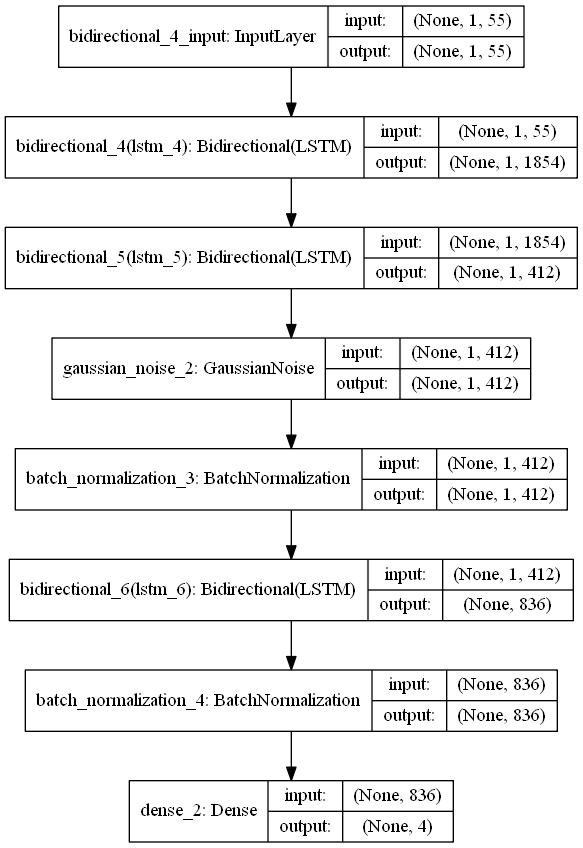 bidirectional_4_input: InputLayer
input: (None, 1, 55)
output: (None, 1, 55)
bidirectional_4(lstm_4): Bidirectional(LSTM)
input: (None, 1, 55)
output: (None, 1, 1854)
bidirectional_5(lstm_5): Bidirectional(LSTM)
input: (None, 1, 1854)
output: (None, 1, 412)
gaussian_noise_2: GaussianNoise
input: (None, 1, 412)
output: (None, 1, 412)
batch_normalization_3: BatchNormalization
input: (None, 1, 412)
output: (None, 1, 412)
bidirectional_6(lstm_6): Bidirectional(LSTM)
input: (None, 1, 412)
output: (None, 836)
batch_normalization_4: BatchNormalization
input: (None, 836)
output: (None, 836)
dense_2: Dense
input: (None, 836)
output: (None, 4)